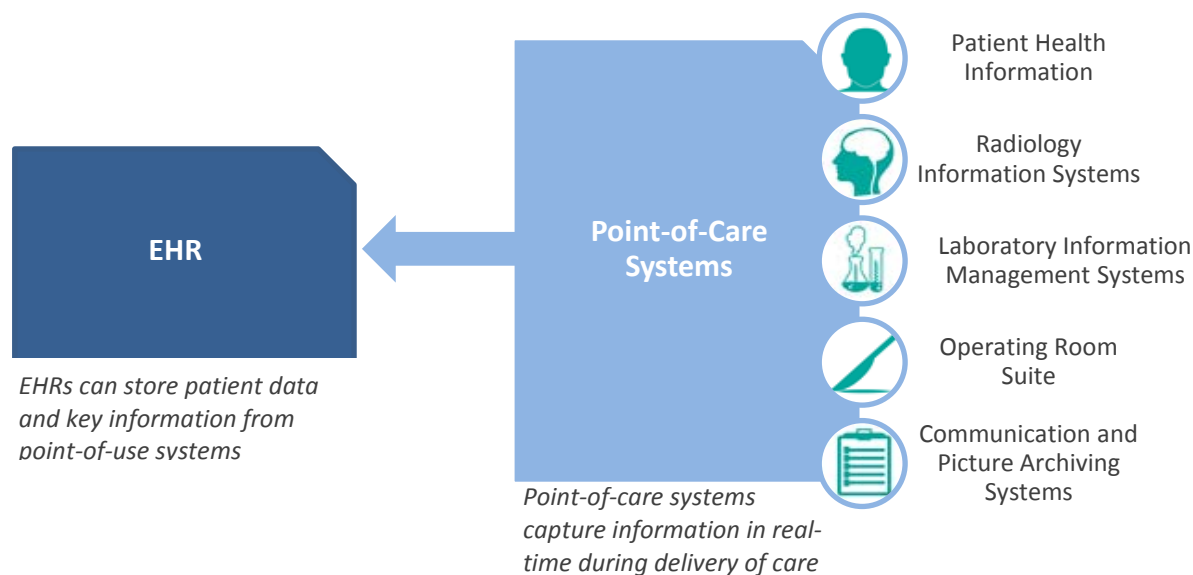 Patient Health
Information
Radiology
Information Systems
EHR
Point-of-Care
Systems
Laboratory Information
Management Systems
Operating Room
Suite
EHRs can store patient data
and key information from
point-of-use systems
Communication and
Picture Archiving
Systems
Point-of-care systems
capture information in real-
time during delivery of care